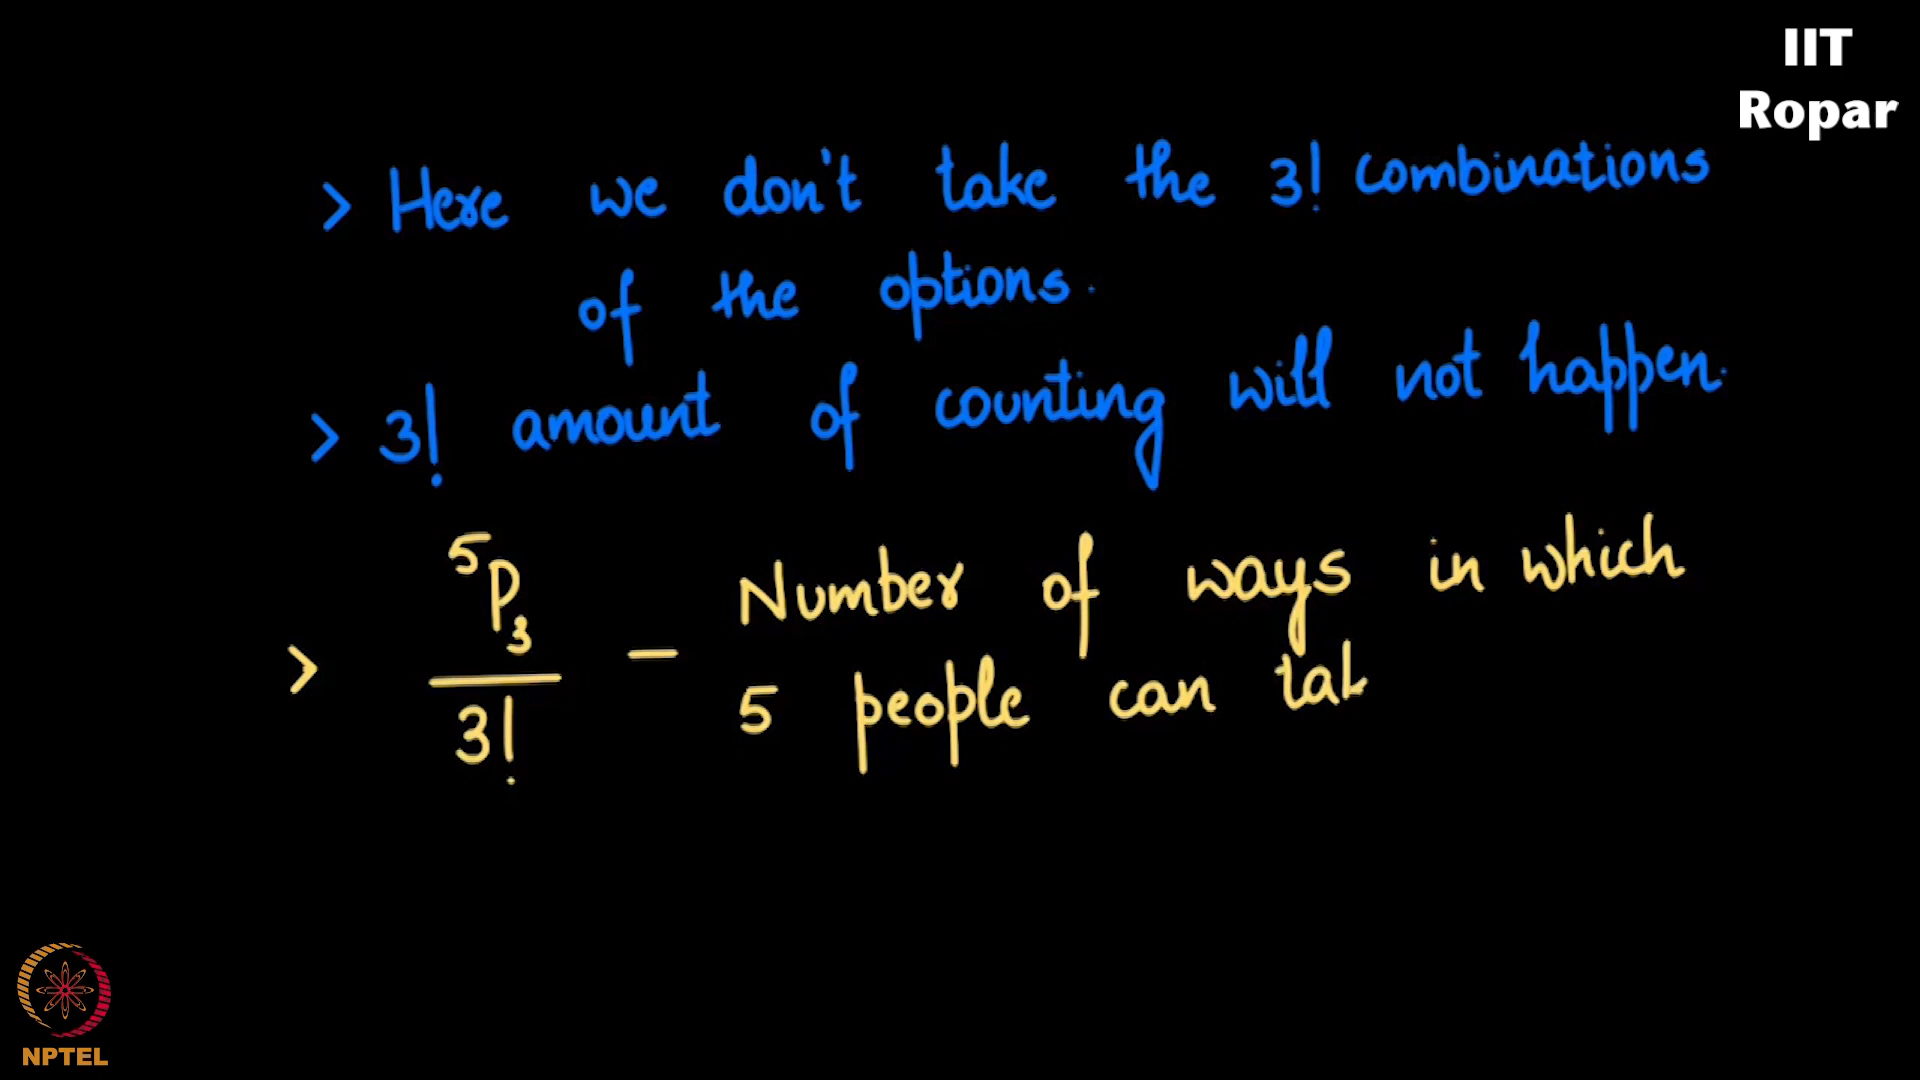 IIT
Ropar
> Here we don't take the 3! combinations
of the options.
> 3! amount of counting will not happen.
> ⁵P₃ / 3! – Number of ways in which
5 people can tak
NPTEL